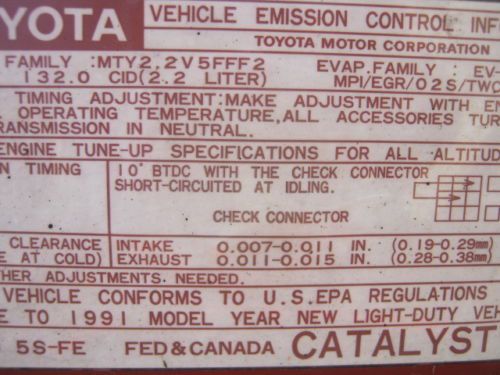 YOTA VEHICLE EMISSION CONTROL INF
TOYOTA MOTOR CORPORATION
FAMILY :MTY2.2V5FFF2 EVAP.FAMILY : EV
132.0 CID(2.2 LITER) MPI/EGR/O2S/TWC
TIMING ADJUSTMENT:MAKE ADJUSTMENT WITH E
OPERATING TEMPERATURE,ALL ACCESSORIES TUR
RANSMISSION IN NEUTRAL.
ENGINE TUNE-UP SPECIFICATIONS FOR ALL ALTITUD
N TIMING 10° BTDC WITH THE CHECK CONNECTOR
SHORT-CIRCUITED AT IDLING.
CHECK CONNECTOR
CLEARANCE INTAKE 0.007-0.011 IN. (0.19-0.29mm)
E AT COLD) EXHAUST 0.011-0.015 IN. (0.28-0.38mm)
HER ADJUSTMENTS NEEDED.
VEHICLE CONFORMS TO U.S.EPA REGULATIONS
E TO 1991 MODEL YEAR NEW LIGHT-DUTY VEH
5S-FE FED & CANADA CATALYST